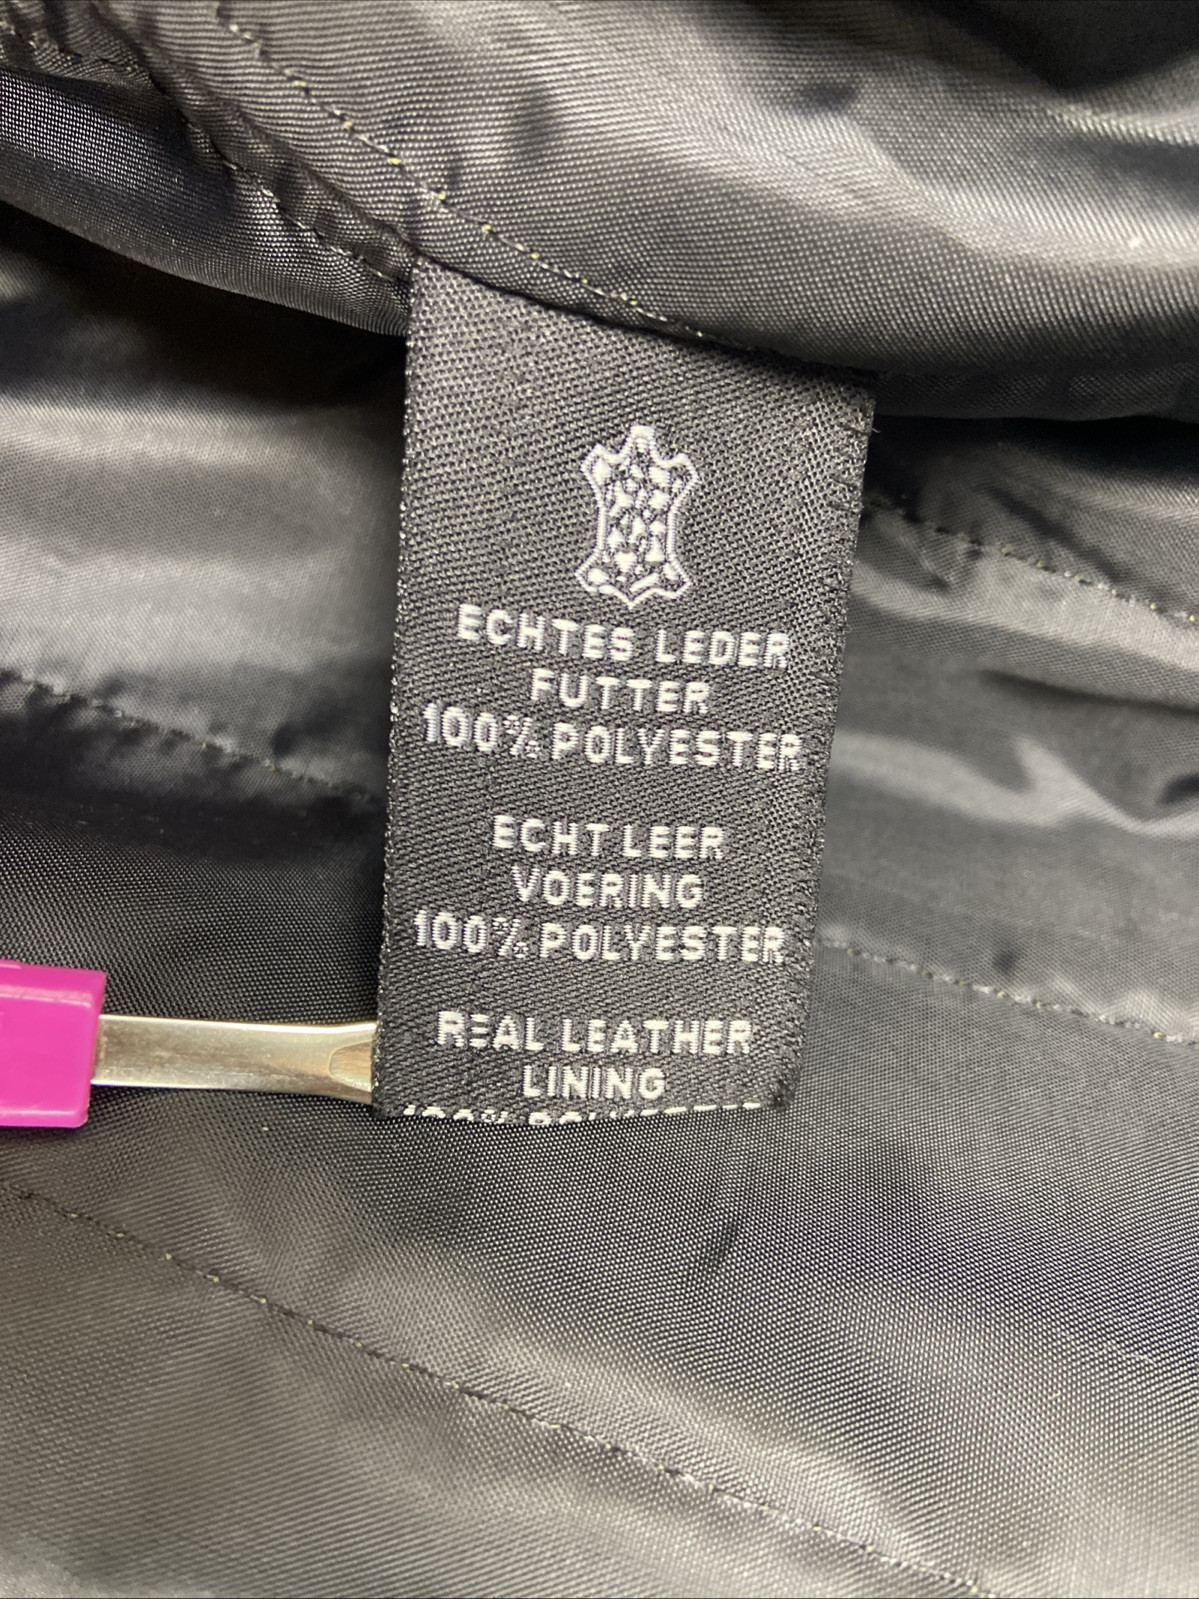 ECHTES LEDER
FUTTER
100% POLYESTER
ECHT LEER
VOERING
100% POLYESTER
REAL LEATHER
LINING